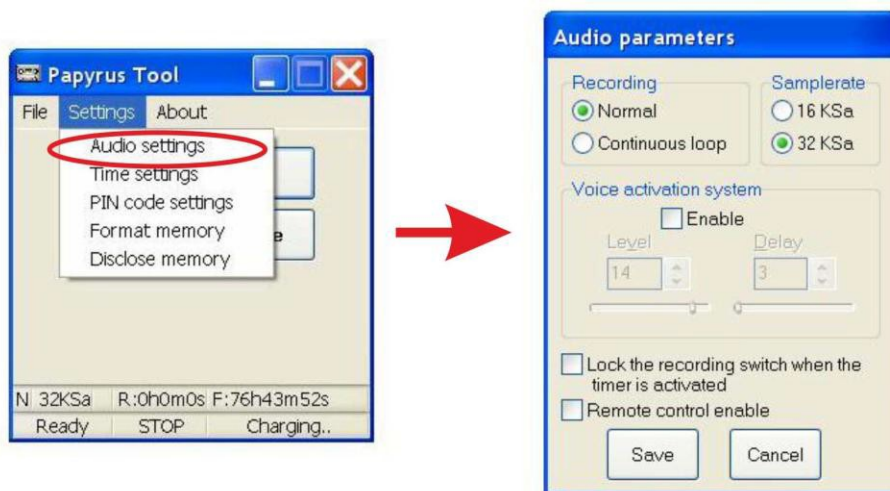 Papyrus Tool
File Settings About
Audio settings
Time settings
PIN code settings
Format memory
Disclose memory
e
N 32KSa R:0h0m0s F:76h43m52s
Ready STOP Charging..
Audio parameters
Recording
Normal
Continuous loop
Samplerate
16 KSa
32 KSa
Voice activation system
Enable
Level Delay
14 3
Lock the recording switch when the
timer is activated
Remote control enable
Save Cancel